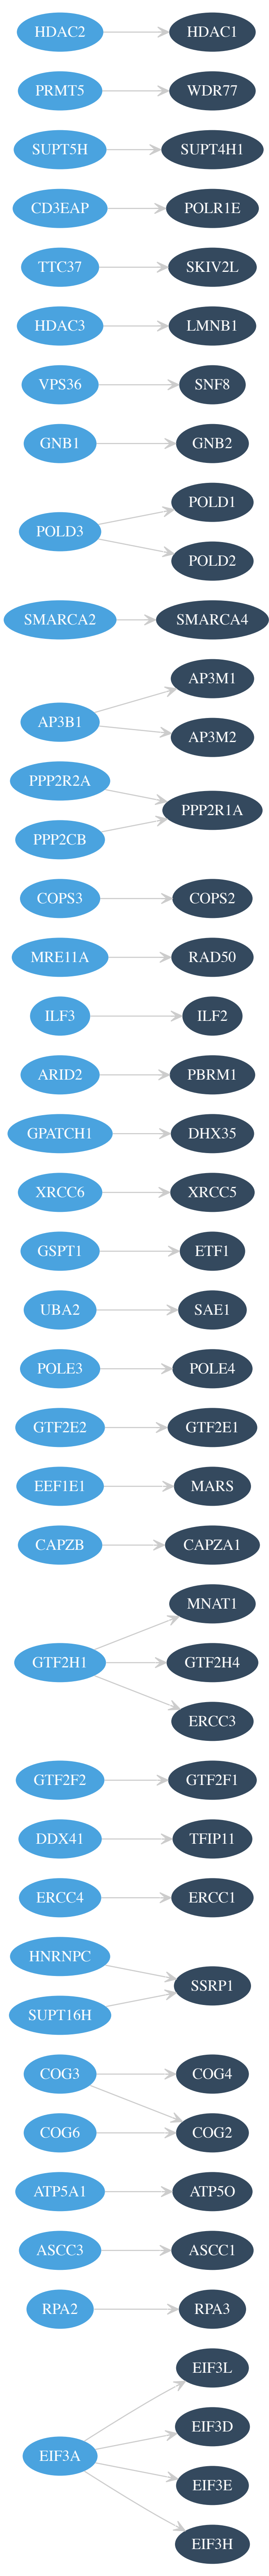 HDAC2 HDAC1
PRMT5 WDR77
SUPT5H SUPT4H1
CD3EAP POLR1E
TTC37 SKIV2L
HDAC3 LMNB1
VPS36 SNF8
GNB1 GNB2
POLD1
POLD3
POLD2
SMARCA2 SMARCA4
AP3M1
AP3B1
AP3M2
PPP2R2A
PPP2R1A
PPP2CB
COPS3 COPS2
MRE11A RAD50
ILF3 ILF2
ARID2 PBRM1
GPATCH1 DHX35
XRCC6 XRCC5
GSPT1 ETF1
UBA2 SAE1
POLE3 POLE4
GTF2E2 GTF2E1
EEF1E1 MARS
CAPZB CAPZA1
MNAT1
GTF2H1 GTF2H4
ERCC3
GTF2F2 GTF2F1
DDX41 TFIP11
ERCC4 ERCC1
HNRNPC
SSRP1
SUPT16H
COG3 COG4
COG6 COG2
ATP5A1 ATP5O
ASCC3 ASCC1
RPA2 RPA3
EIF3L
EIF3D
EIF3A
EIF3E
EIF3H